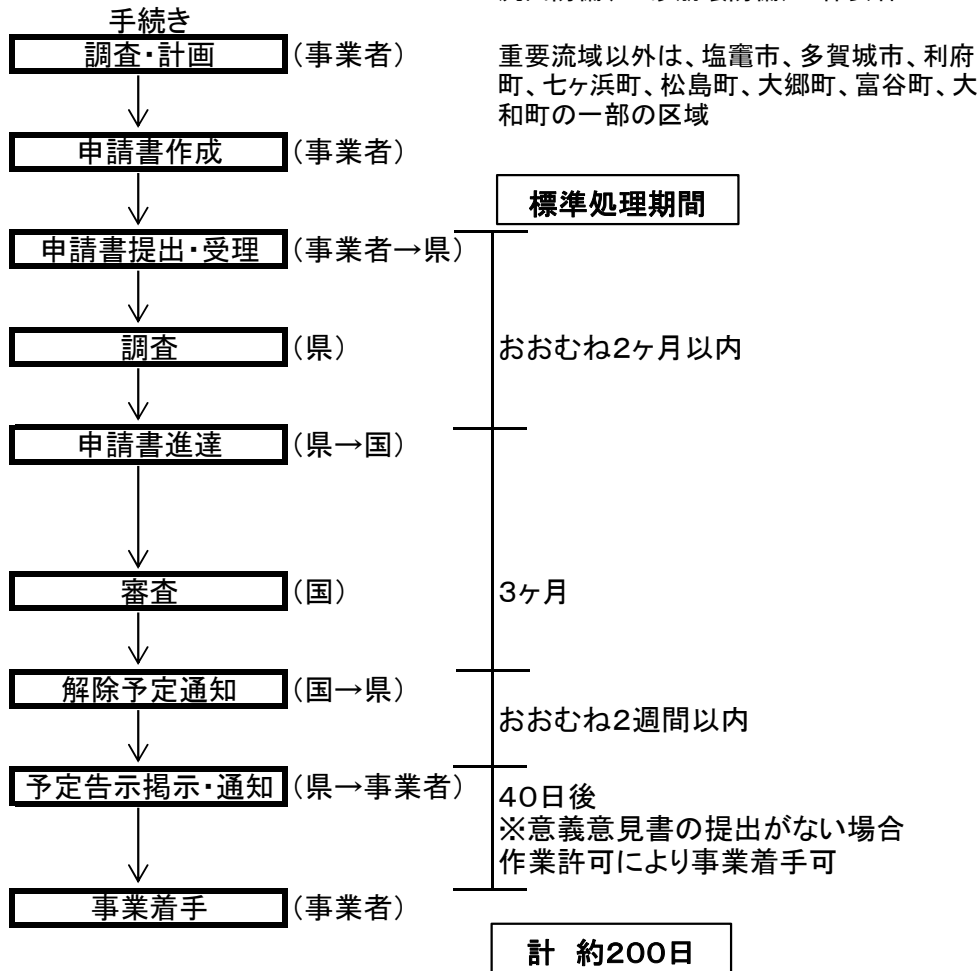 手続き
調査・計画 (事業者)
重要流域以外は、塩竈市、多賀城市、利府
町、七ヶ浜町、松島町、大郷町、富谷町、大
和町の一部の区域
申請書作成 (事業者)
標準処理期間
申請書提出・受理 (事業者→県)
調査 (県)
おおむね2ヶ月以内
申請書進達 (県→国)
審査 (国)
3ヶ月
解除予定通知 (国→県)
おおむね2週間以内
予定告示掲示・通知 (県→事業者)
40日後
※意義意見書の提出がない場合
作業許可により事業着手可
事業着手 (事業者)
計 約200日